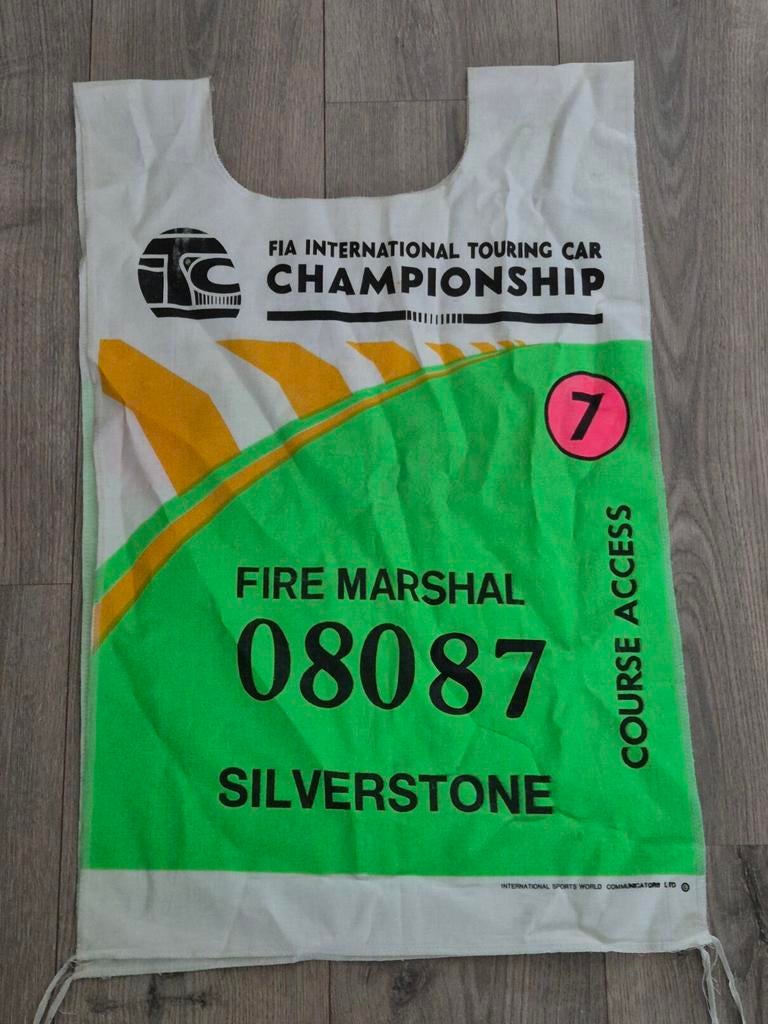 ITC
FIA INTERNATIONAL TOURING CAR
CHAMPIONSHIP
7
COURSE ACCESS
FIRE MARSHAL
08087
SILVERSTONE
INTERNATIONAL SPORTS WORLD COMMUNICATORS LTD ©